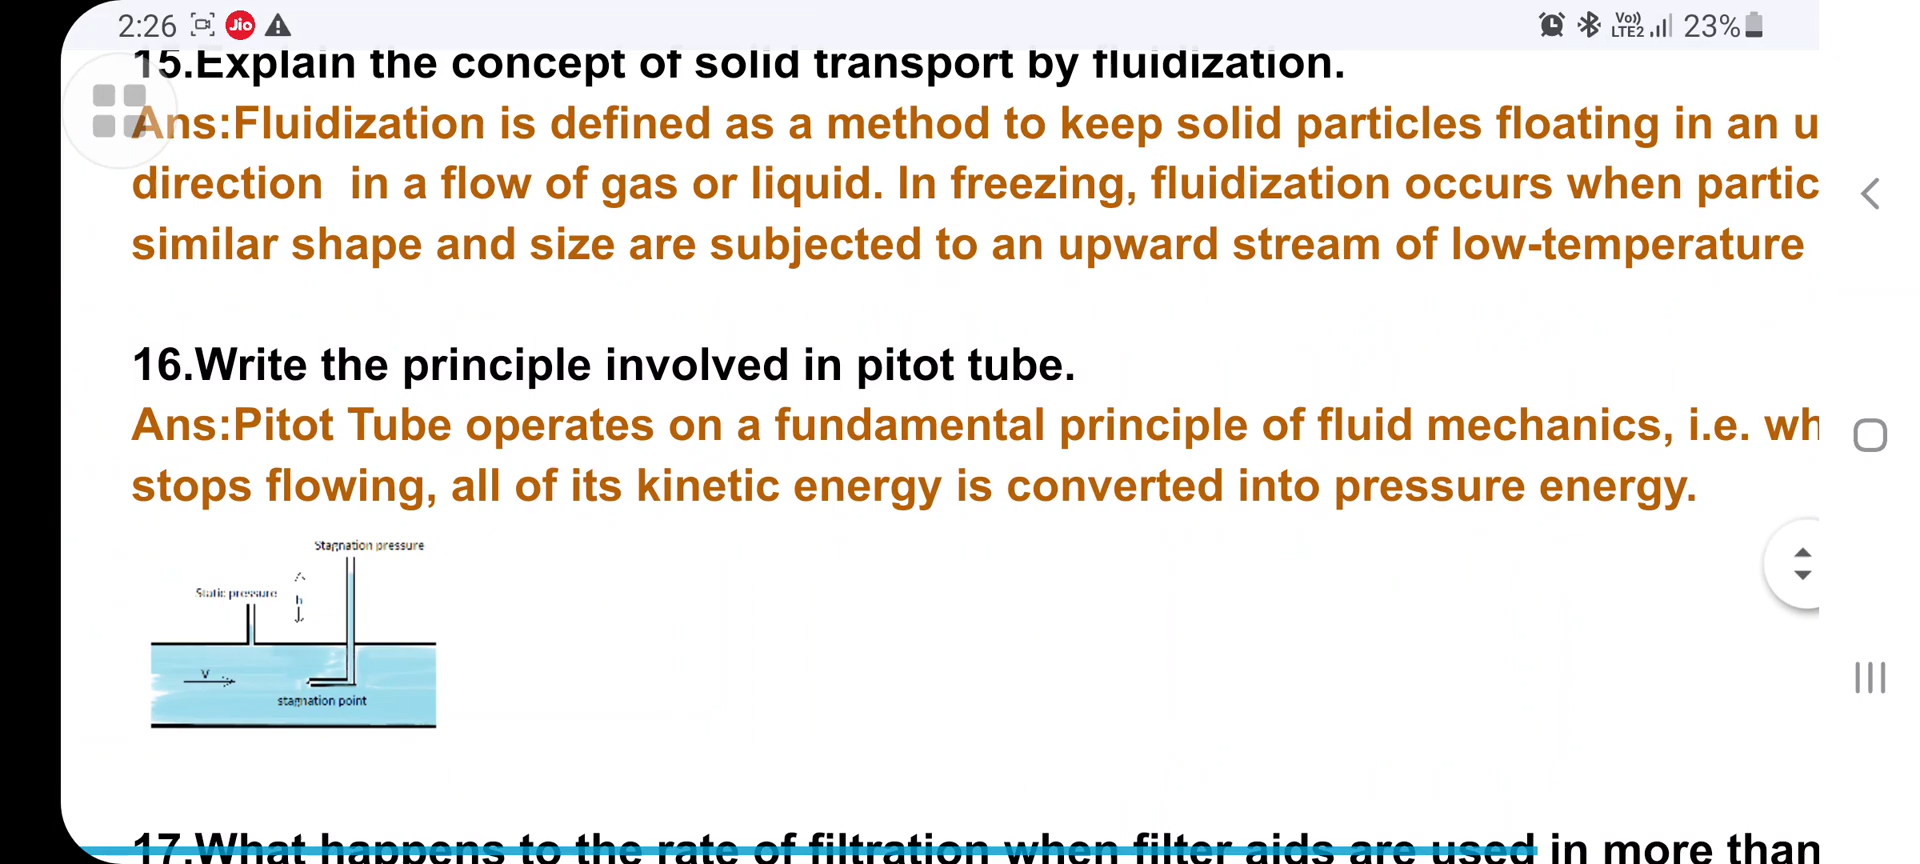 2:26 Jio VoI) LTE2 23%
15.Explain the concept of solid transport by fluidization.
Ans:Fluidization is defined as a method to keep solid particles floating in an u
direction in a flow of gas or liquid. In freezing, fluidization occurs when partic
similar shape and size are subjected to an upward stream of low-temperature
16.Write the principle involved in pitot tube.
Ans:Pitot Tube operates on a fundamental principle of fluid mechanics, i.e. wh
stops flowing, all of its kinetic energy is converted into pressure energy.
Stagnation pressure
Static pressure
h
V
stagnation point
17.What happens to the rate of filtration when filter aids are used in more than